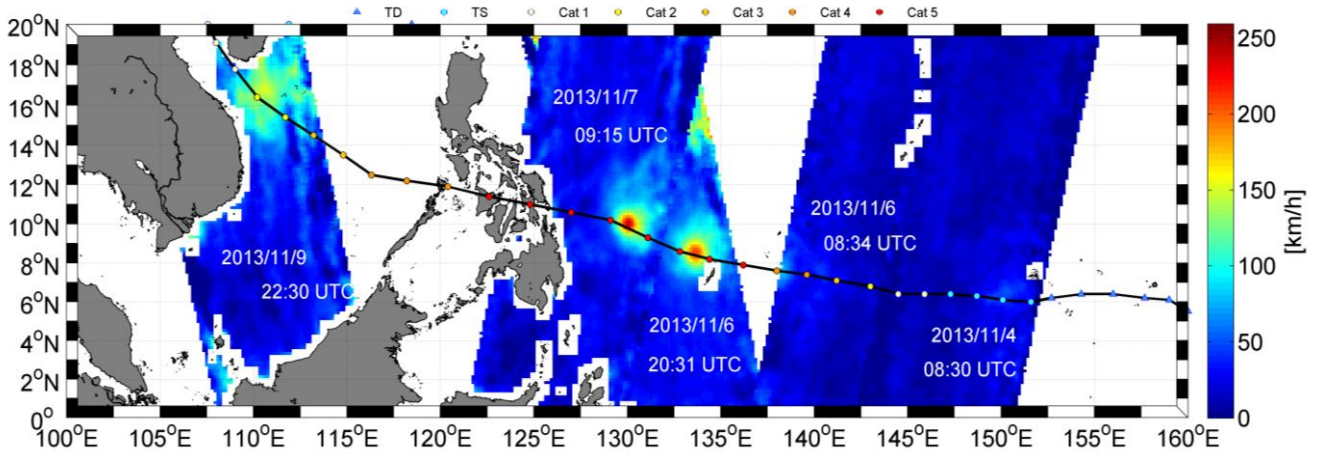 TD TS Cat 1 Cat 2 Cat 3 Cat 4 Cat 5
20°N
18°N
16°N
14°N
12°N
10°N
8°N
6°N
4°N
2°N
0°
2013/11/9
22:30 UTC
2013/11/7
09:15 UTC
2013/11/6
20:31 UTC
2013/11/6
08:34 UTC
2013/11/4
08:30 UTC
100°E 105°E 110°E 115°E 120°E 125°E 130°E 135°E 140°E 145°E 150°E 155°E 160°E
250
200
150
100
50
0
[km/h]